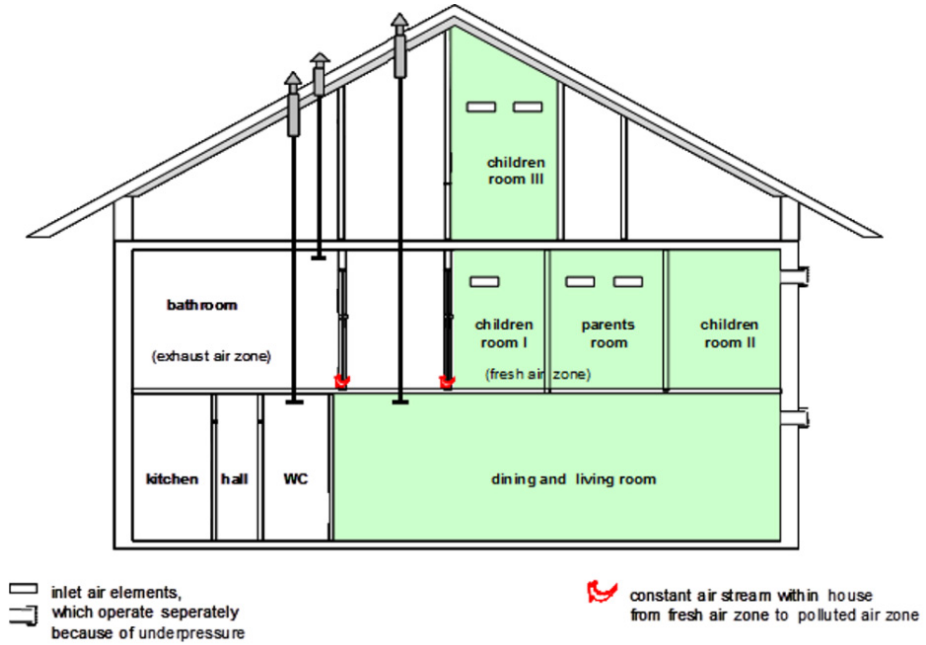 children
room III
bathroom
(exhaust air zone)
children
room I
parents
room
children
room II
(fresh air zone)
kitchen
hall
WC
dining and living room
inlet air elements,
which operate seperately
because of underpressure
constant air stream within house
from fresh air zone to polluted air zone